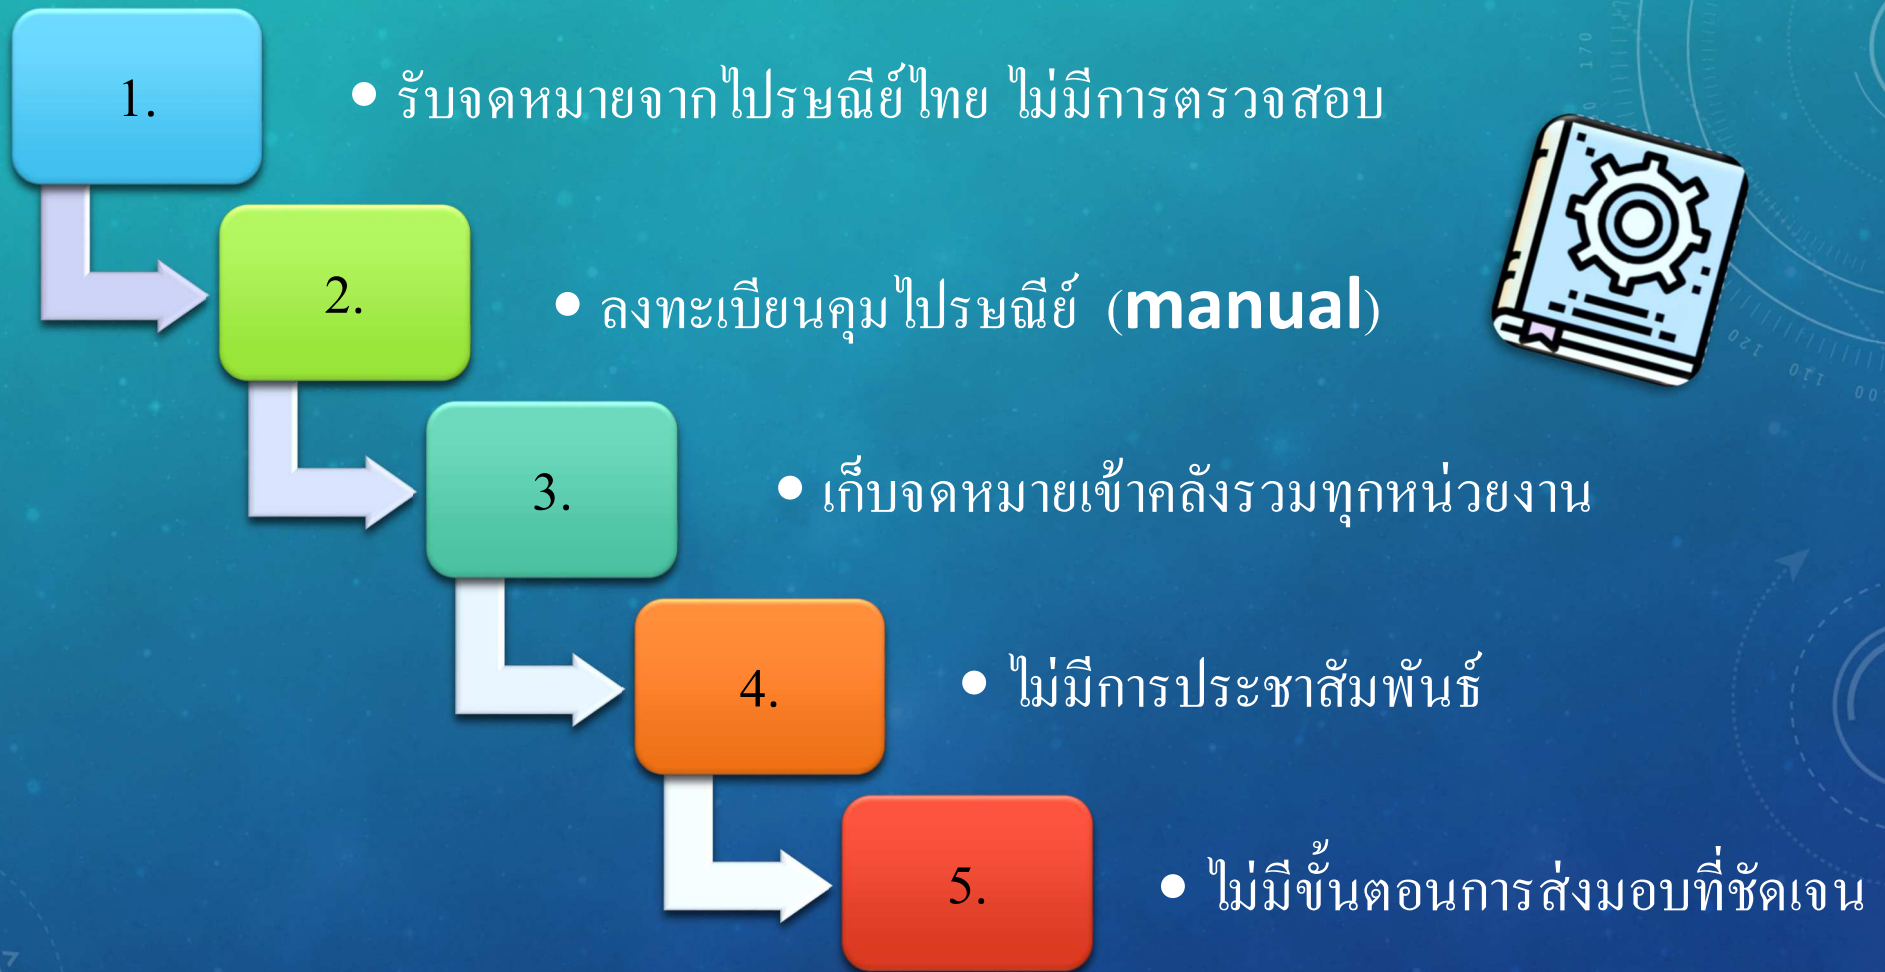 1.
• รับจดหมายจากไปรษณีย์ไทย ไม่มีการตรวจสอบ
2.
• ลงทะเบียนคุมไปรษณีย์ (manual)
3.
• เก็บจดหมายเข้าคลังรวมทุกหน่วยงาน
4.
• ไม่มีการประชาสัมพันธ์
5.
• ไม่มีขั้นตอนการส่งมอบที่ชัดเจน
170
120
110